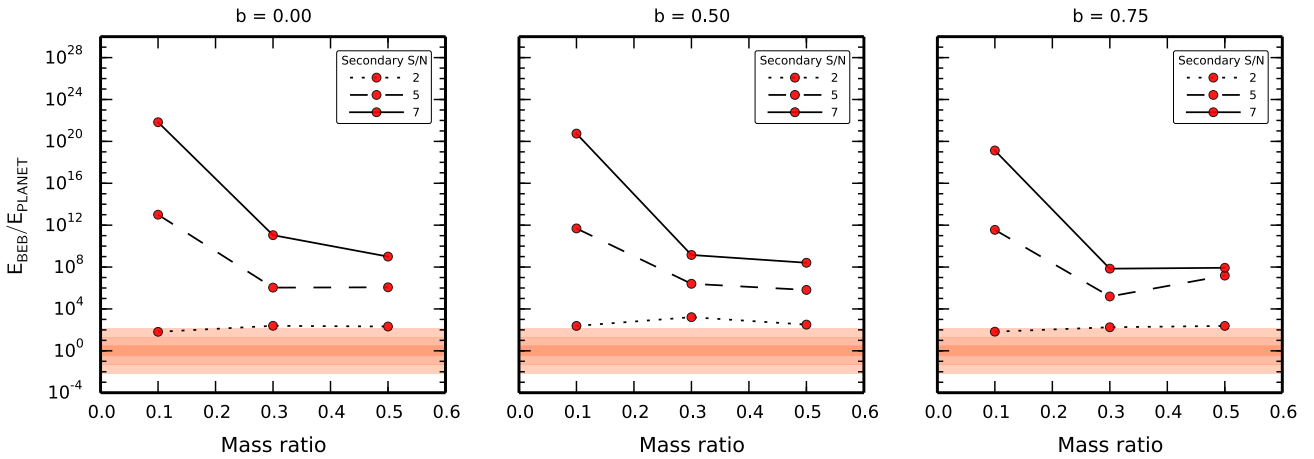 b = 0.00
b = 0.50
b = 0.75
E_BEB/E_PLANET
10^28
10^24
10^20
10^16
10^12
10^8
10^4
10^0
10^-4
Secondary S/N
2
5
7
Secondary S/N
2
5
7
Secondary S/N
2
5
7
0.0 0.1 0.2 0.3 0.4 0.5 0.6
0.0 0.1 0.2 0.3 0.4 0.5 0.6
0.0 0.1 0.2 0.3 0.4 0.5 0.6
Mass ratio
Mass ratio
Mass ratio